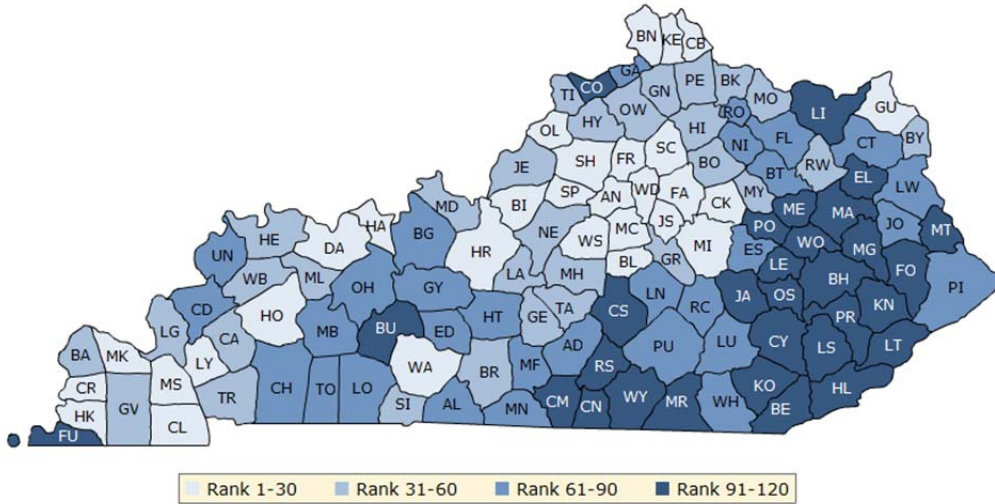 BN KE CB
GA
CO TI PE BK
GN
OW MO
HY RO LI GU
OL HI
SC NI FL CT BY
SH FR
JE BO
BT RW EL
SP AN WD FA MY LW
MD BI CK ME MA
HA JS JO
NE MC PO MT
HE DA BG WS MI WO MG
UN HR ES
BL GR LE FO
WB ML LA MH BH
OH PI
CD GY LN JA OS KN
LG HO TA CS RC PR
CA GE
MB BU HT
ED AD PU LU CY LS LT
BA MK LY WA RS
MS BR MF
CR TR CH TO LO KO HL
HK GV CM CN WY MR WH
SI AL MN BE
FU CL
Rank 1-30 Rank 31-60 Rank 61-90 Rank 91-120